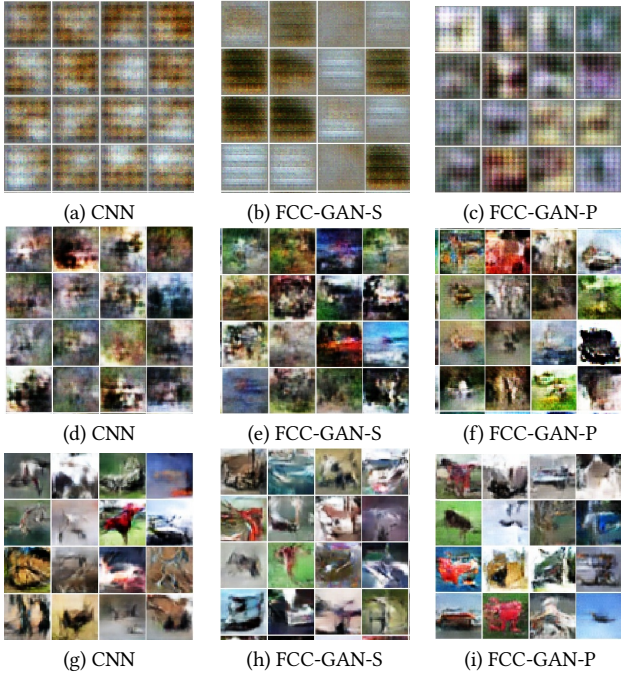 (a) CNN
(b) FCC-GAN-S
(c) FCC-GAN-P
(d) CNN
(e) FCC-GAN-S
(f) FCC-GAN-P
(g) CNN
(h) FCC-GAN-S
(i) FCC-GAN-P